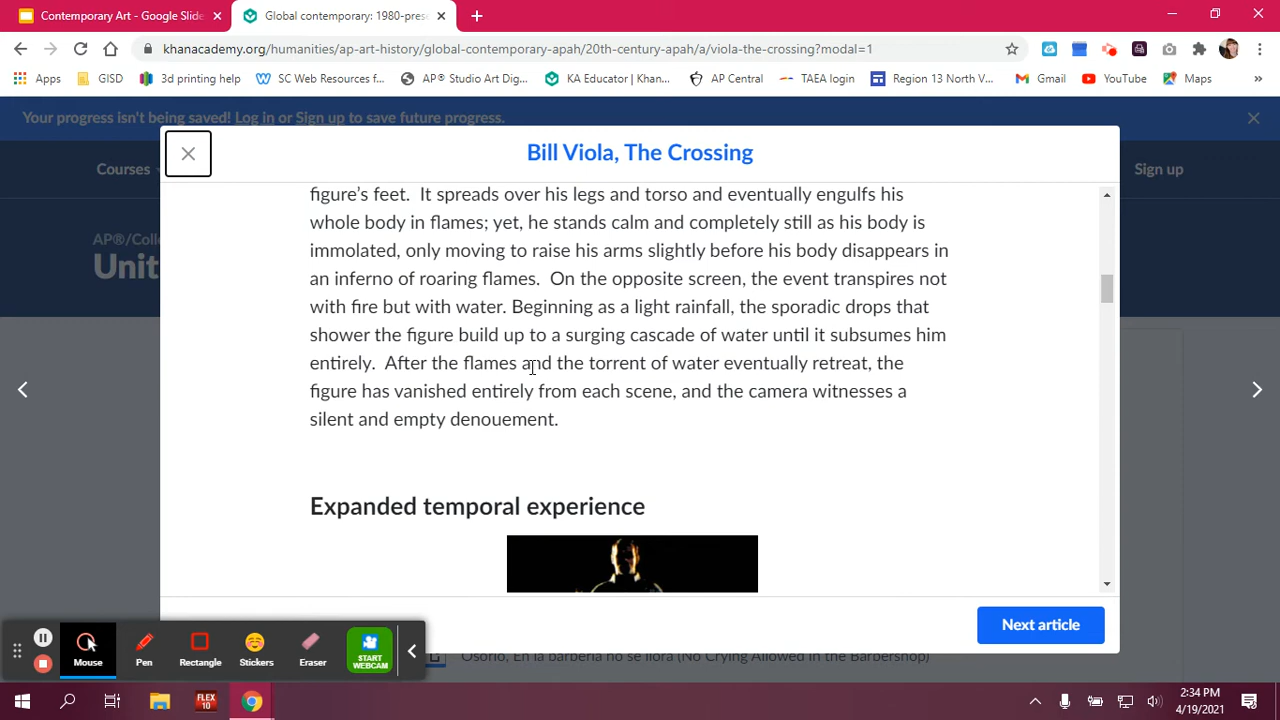 Contemporary Art - Google Slide
Global contemporary: 1980-pres
khanacademy.org/humanities/ap-art-history/global-contemporary-apah/20th-century-apah/a/viola-the-crossing?modal=1
Apps GISD 3d printing help SC Web Resources f... AP® Studio Art Dig... KA Educator | Khan... AP Central TAEA login Region 13 North V... Gmail YouTube Maps »
Your progress isn't being saved! Log in or Sign up to save future progress.
Courses
Sign up
AP®/Colle
Unit
Bill Viola, The Crossing
figure's feet. It spreads over his legs and torso and eventually engulfs his
whole body in flames; yet, he stands calm and completely still as his body is
immolated, only moving to raise his arms slightly before his body disappears in
an inferno of roaring flames. On the opposite screen, the event transpires not
with fire but with water. Beginning as a light rainfall, the sporadic drops that
shower the figure build up to a surging cascade of water until it subsumes him
entirely. After the flames and the torrent of water eventually retreat, the
figure has vanished entirely from each scene, and the camera witnesses a
silent and empty denouement.
Expanded temporal experience
Next article
Osorio, En la barberia no se llora (No Crying Allowed in the Barbershop)
Mouse Pen Rectangle Stickers Eraser START WEBCAM
FLEX 10
2:34 PM
4/19/2021